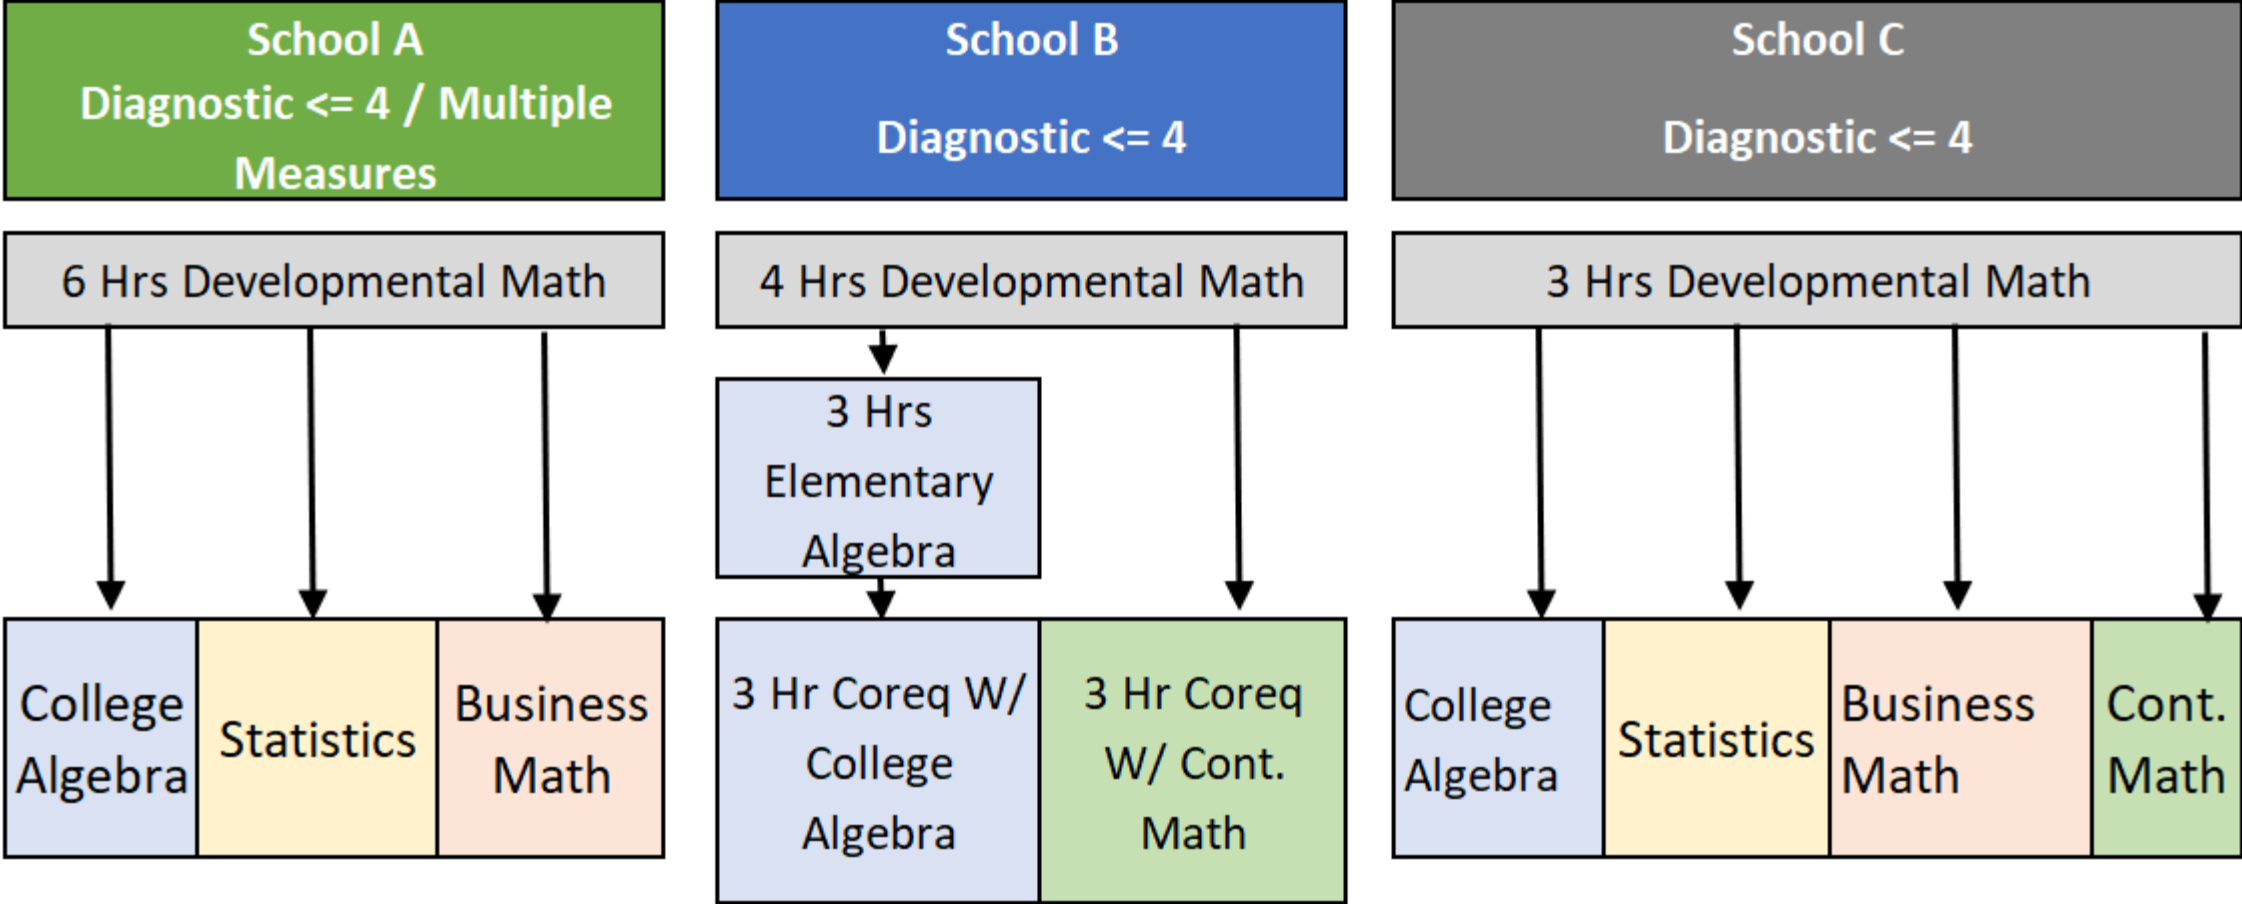 School A
Diagnostic <= 4 / Multiple
Measures
6 Hrs Developmental Math
College
Algebra
Statistics
Business
Math
School B
Diagnostic <= 4
4 Hrs Developmental Math
3 Hrs
Elementary
Algebra
3 Hr Coreq W/
College
Algebra
3 Hr Coreq
W/ Cont.
Math
School C
Diagnostic <= 4
3 Hrs Developmental Math
College
Algebra
Statistics
Business
Math
Cont.
Math